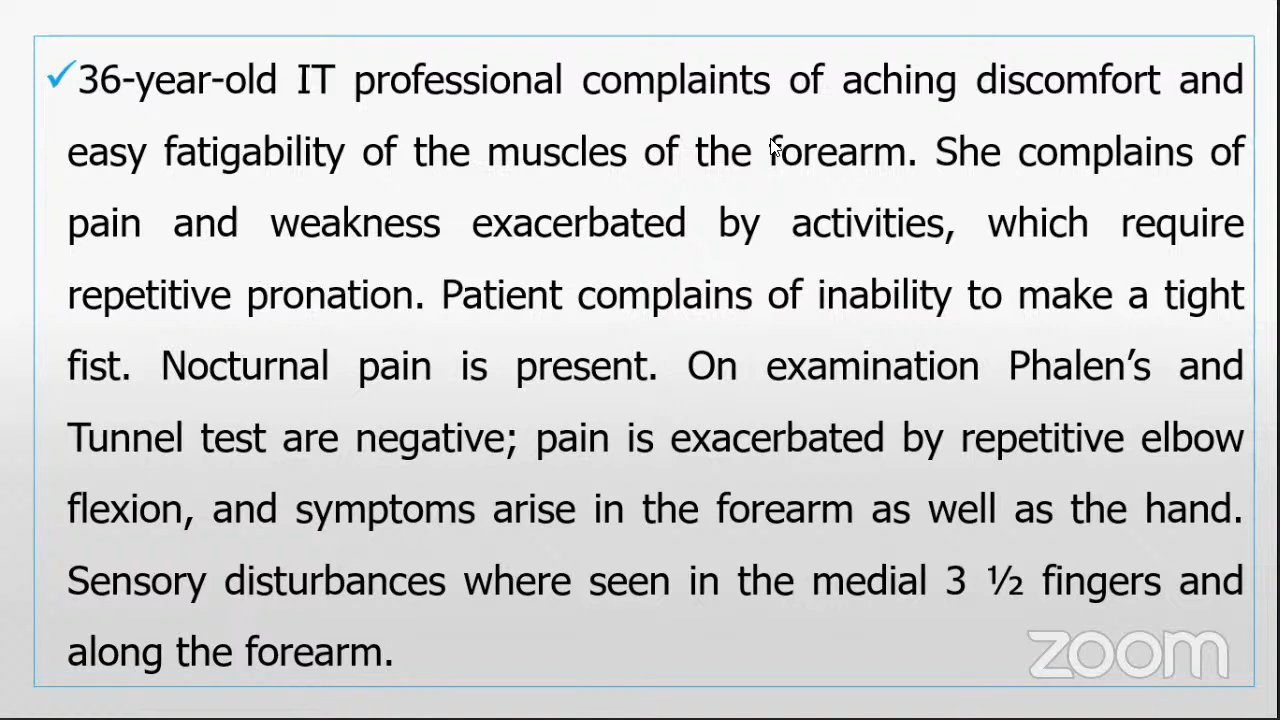 ✓36-year-old IT professional complaints of aching discomfort and
easy fatigability of the muscles of the forearm. She complains of
pain and weakness exacerbated by activities, which require
repetitive pronation. Patient complains of inability to make a tight
fist. Nocturnal pain is present. On examination Phalen’s and
Tunnel test are negative; pain is exacerbated by repetitive elbow
flexion, and symptoms arise in the forearm as well as the hand.
Sensory disturbances where seen in the medial 3 ½ fingers and
along the forearm.
zoom